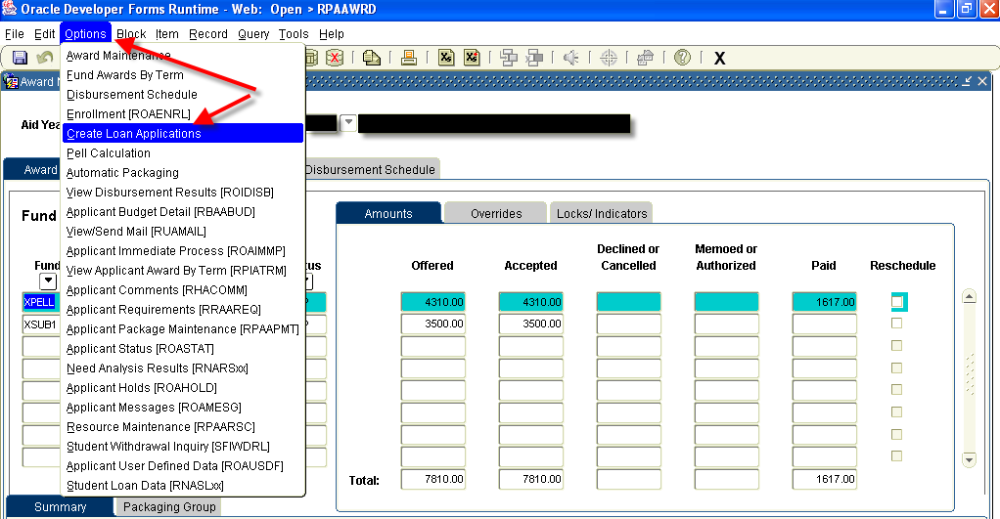 Oracle Developer Forms Runtime - Web: Open > RPAAWRD
File Edit Options Block Item Record Query Tools Help
X
Award
Award Maintenance
Fund Awards By Term
Disbursement Schedule
Enrollment [ROAENRL]
Create Loan Applications
Pell Calculation
Automatic Packaging
View Disbursement Results [ROIDISB]
Applicant Budget Detail [RBAABUD]
View/Send Mail [RUAMAIL]
Applicant Immediate Process [ROAIMMP]
View Applicant Award By Term [RPIATRM]
Applicant Comments [RHACOMM]
Applicant Requirements [RRAAREQ]
Applicant Package Maintenance [RPAAPMT]
Applicant Status [ROASTAT]
Need Analysis Results [RNARSxx]
Applicant Holds [ROAHOLD]
Applicant Messages [ROAMESG]
Resource Maintenance [RPAARSC]
Student Withdrawal Inquiry [SFIWDRL]
Applicant User Defined Data [ROAUSDF]
Student Loan Data [RNASLxx]
Aid Yea
Award Disbursement Schedule
Fund
Amounts Overrides Locks/ Indicators
Fund tus Offered Accepted Declined or Cancelled Memoed or Authorized Paid Reschedule
XPELL 4310.00 4310.00 1617.00
XSUB1 3500.00 3500.00
Total: 7810.00 7810.00 1617.00
Summary Packaging Group